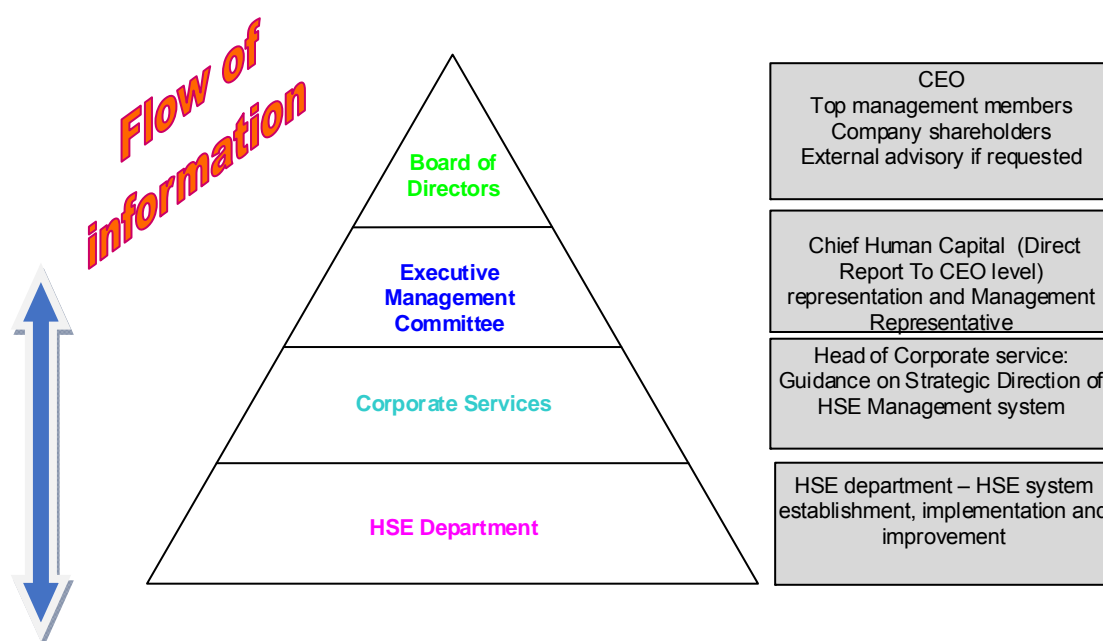 Flow of
information
Board of
Directors
CEO
Top management members
Company shareholders
External advisory if requested
Executive
Management
Committee
Chief Human Capital (Direct
Report To CEO level)
representation and Management
Representative
Corporate Services
Head of Corporate service:
Guidance on Strategic Direction of
HSE Management system
HSE Department
HSE department – HSE system
establishment, implementation and
improvement